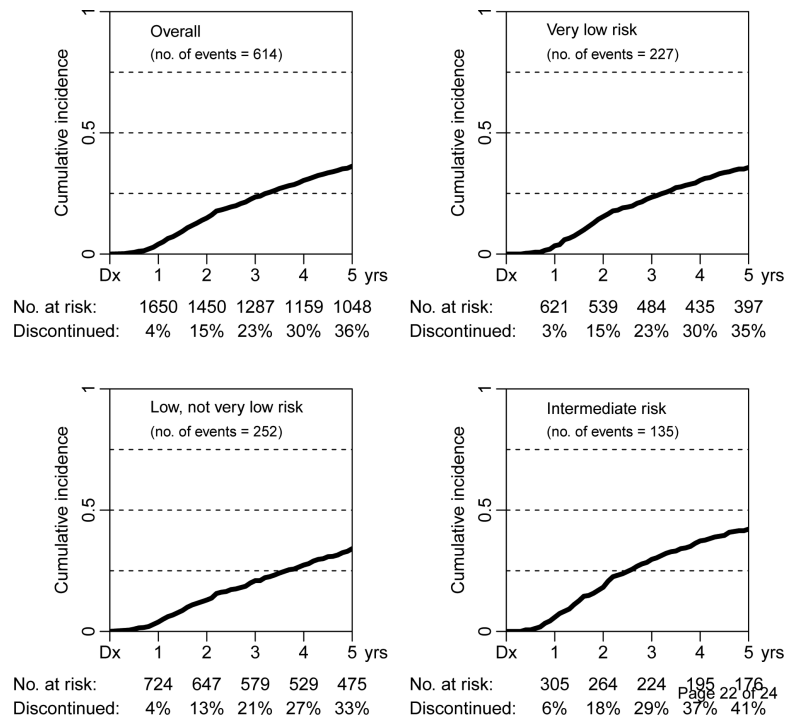 Overall
(no. of events = 614)
Cumulative incidence
1
0.5
0
Dx 1 2 3 4 5 yrs
No. at risk: 1650 1450 1287 1159 1048
Discontinued: 4% 15% 23% 30% 36%
Very low risk
(no. of events = 227)
Cumulative incidence
1
0.5
0
Dx 1 2 3 4 5 yrs
No. at risk: 621 539 484 435 397
Discontinued: 3% 15% 23% 30% 35%
Low, not very low risk
(no. of events = 252)
Cumulative incidence
1
0.5
0
Dx 1 2 3 4 5 yrs
No. at risk: 724 647 579 529 475
Discontinued: 4% 13% 21% 27% 33%
Intermediate risk
(no. of events = 135)
Cumulative incidence
1
0.5
0
Dx 1 2 3 4 5 yrs
No. at risk: 305 264 224 195 176
Discontinued: 6% 18% 29% 37% 41%
Page 22 of 24